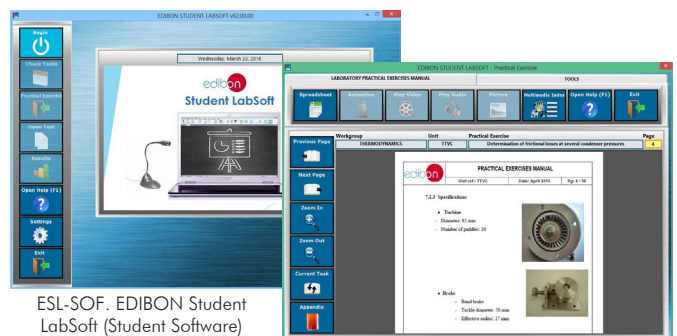 EDIBON STUDENT LABSOFT v02.00.00
Begin
Check Tasks
Practical Exercise
Open Test
Results
Open Help (F1)
Settings
Exit
Wednesday, March 23, 2016
edibon
Student LabSoft
ESL-SOF. EDIBON Student
LabSoft (Student Software)
EDIBON STUDENT LABSOFT - Practical Exercise
LABORATORY PRACTICAL EXERCISES MANUAL
TOOLS
Spreadsheet
Animation
Play Video
Play Audio
Picture
Multimedia Index
Open Help (F1)
Exit
Workgroup
Unit
Practical Exercise
Page
THERMODYNAMICS
TTVC
Determination of frictional losses at several condenser pressures
4
Previous Page
Next Page
Zoom In
Zoom Out
Current Task
Appendix
edibon
PRACTICAL EXERCISES MANUAL
Unit ref.: TTVC
Date: April 2015
Pg: 4 / 38
Specifications:
• Turbine
- Diameter: 63 mm
- Number of paddles: 30
• Brake
- Band brake
- Tackle diameter: 50 mm
- Effective radius: 27 mm